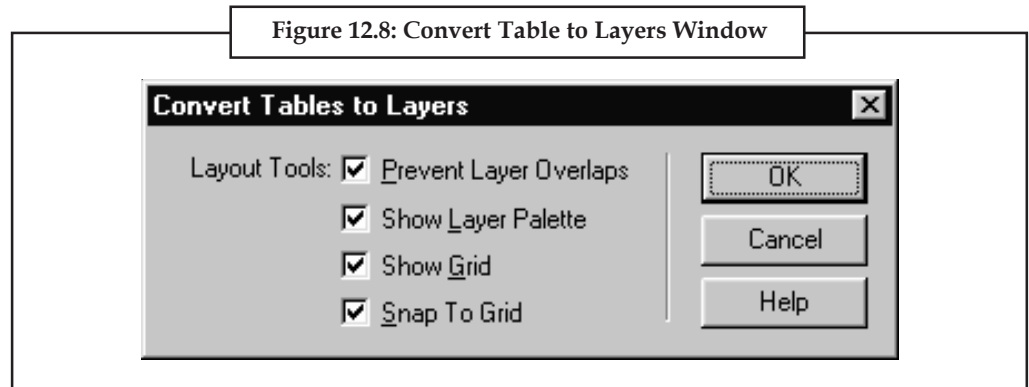 Figure 12.8: Convert Table to Layers Window
Convert Tables to Layers
Layout Tools: Prevent Layer Overlaps
Show Layer Palette
Show Grid
Snap To Grid
OK
Cancel
Help